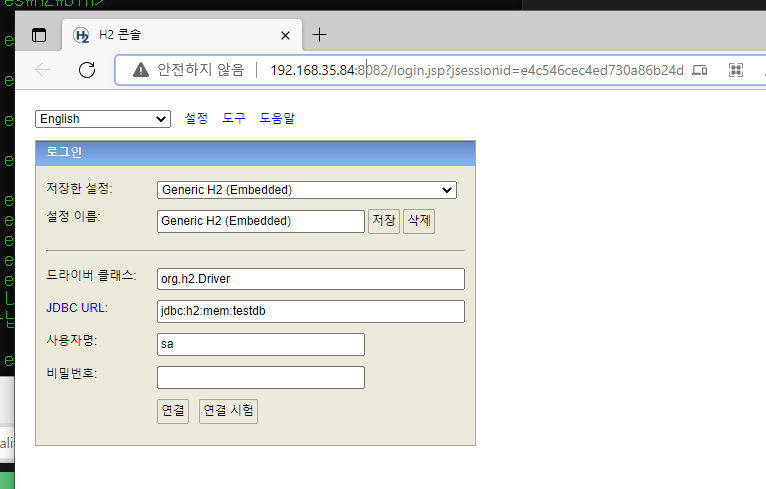 es\H2\bin>
H2 콘솔
안전하지 않음 192.168.35.84:8082/login.jsp?jsessionid=e4c546cec4ed730a86b24d
English 설정 도구 도움말
로그인
저장한 설정: Generic H2 (Embedded)
설정 이름: Generic H2 (Embedded) 저장 삭제
드라이버 클래스: org.h2.Driver
JDBC URL: jdbc:h2:mem:testdb
사용자명: sa
비밀번호:
연결 연결 시험